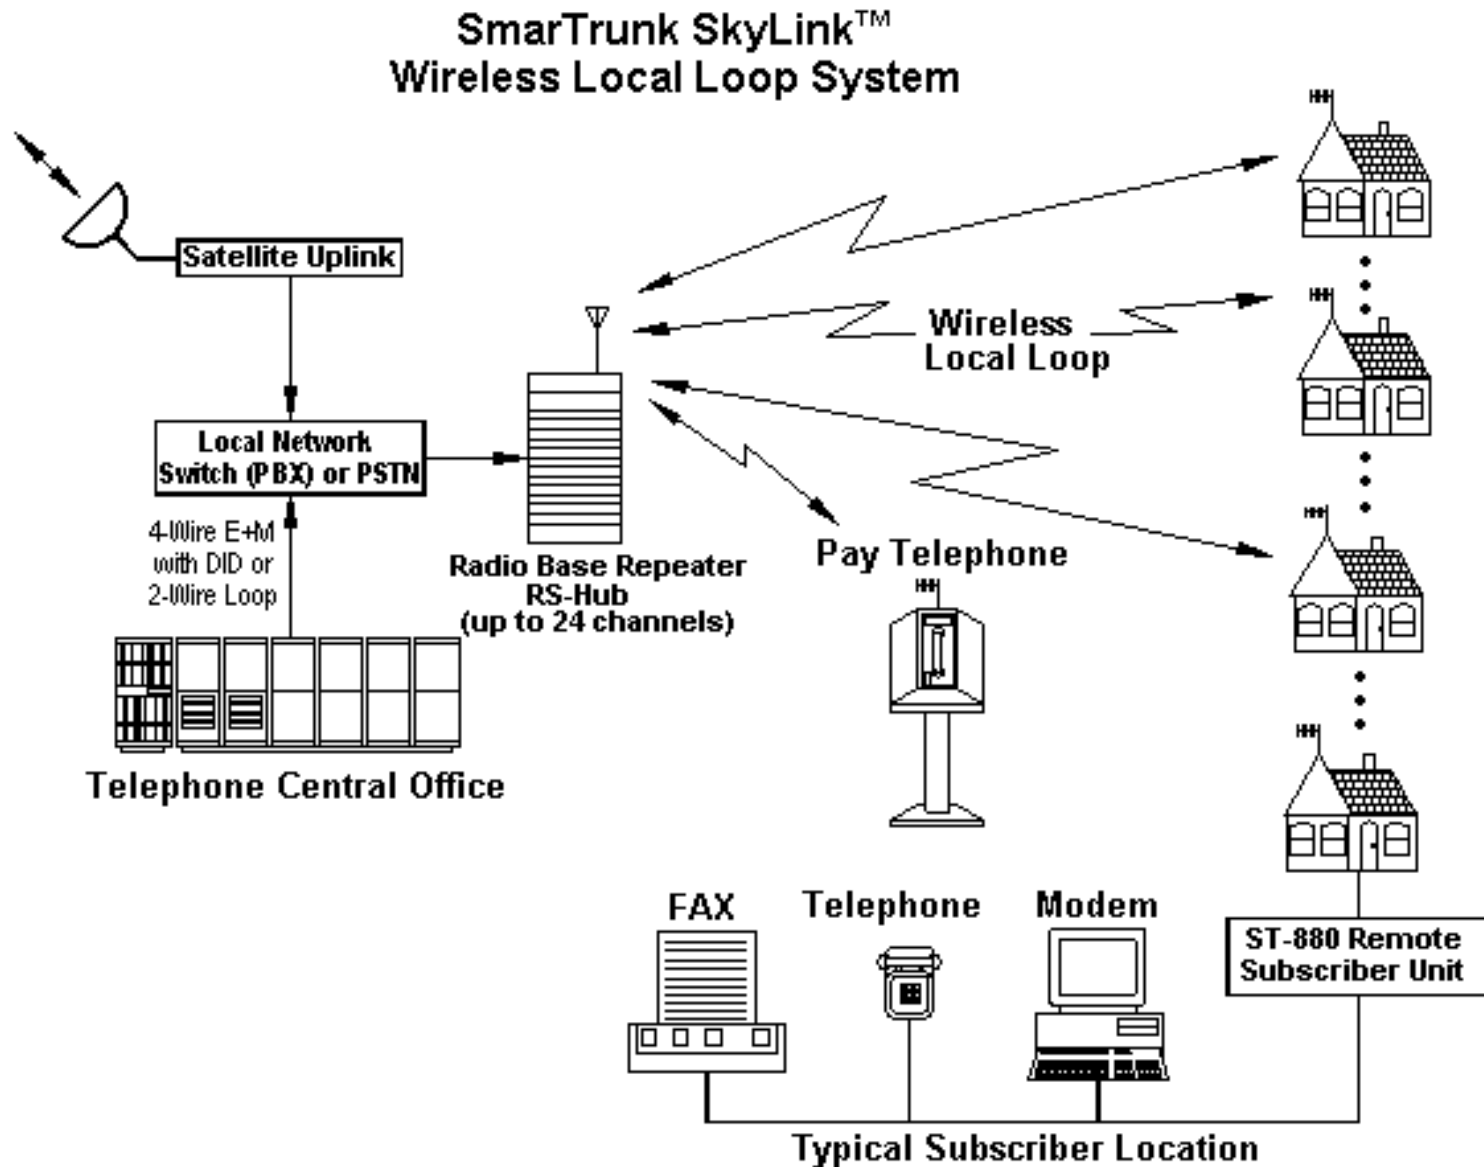 SmarTrunk SkyLink™
Wireless Local Loop System
Satellite Uplink
Wireless
Local Loop
Local Network
Switch (PBX) or PSTN
4-Wire E+M
with DID or
2-Wire Loop
Radio Base Repeater
RS-Hub
(up to 24 channels)
Pay Telephone
Telephone Central Office
FAX
Telephone
Modem
ST-880 Remote
Subscriber Unit
Typical Subscriber Location